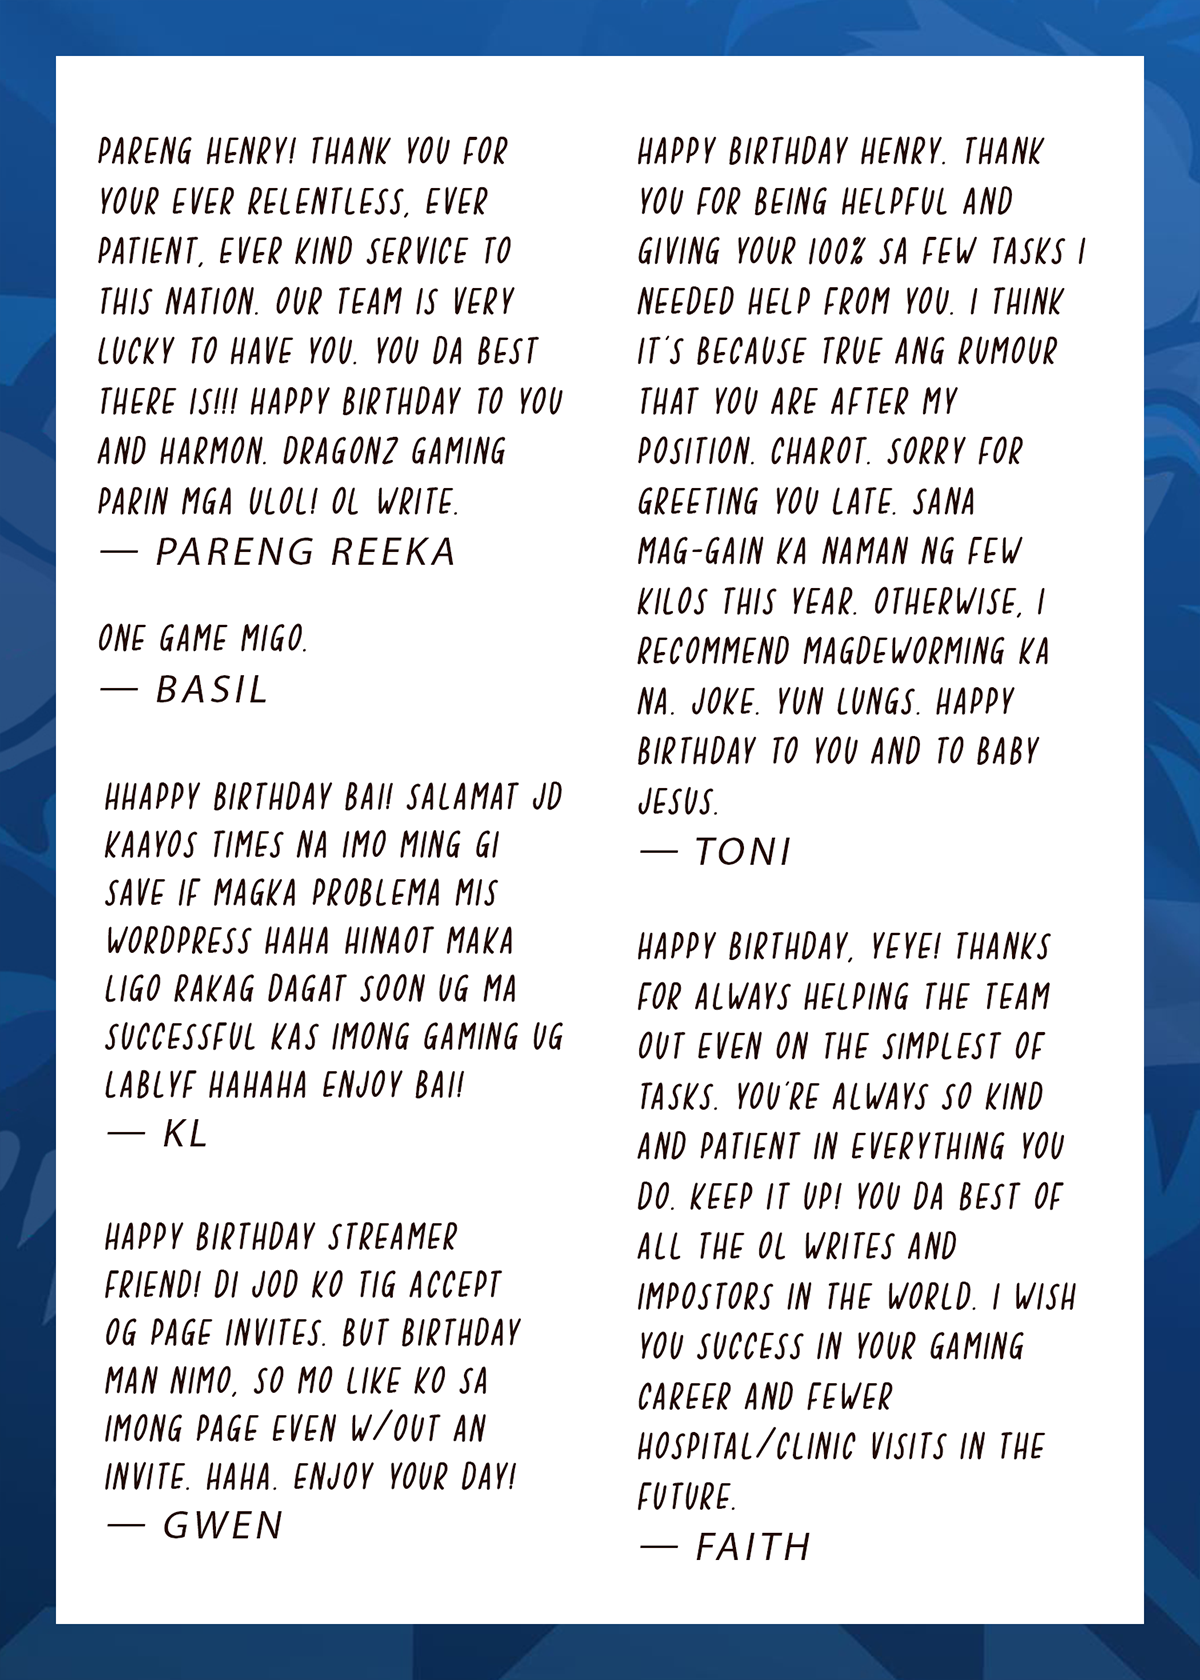 PARENG HENRY! THANK YOU FOR
YOUR EVER RELENTLESS, EVER
PATIENT, EVER KIND SERVICE TO
THIS NATION. OUR TEAM IS VERY
LUCKY TO HAVE YOU. YOU DA BEST
THERE IS!!! HAPPY BIRTHDAY TO YOU
AND HARMON. DRAGONZ GAMING
PARIN MGA ULOL! OL WRITE.
— PARENG REEKA
ONE GAME MIGO.
— BASIL
HHAPPY BIRTHDAY BAI! SALAMAT JD
KAAYOS TIMES NA IMO MING GI
SAVE IF MAGKA PROBLEMA MIS
WORDPRESS HAHA HINAOT MAKA
LIGO RAKAG DAGAT SOON UG MA
SUCCESSFUL KAS IMONG GAMING UG
LABLYF HAHAHA ENJOY BAI!
— KL
HAPPY BIRTHDAY STREAMER
FRIEND! DI JOD KO TIG ACCEPT
OG PAGE INVITES. BUT BIRTHDAY
MAN NIMO, SO MO LIKE KO SA
IMONG PAGE EVEN W/OUT AN
INVITE. HAHA. ENJOY YOUR DAY!
— GWEN
HAPPY BIRTHDAY HENRY. THANK
YOU FOR BEING HELPFUL AND
GIVING YOUR 100% SA FEW TASKS I
NEEDED HELP FROM YOU. I THINK
IT'S BECAUSE TRUE ANG RUMOUR
THAT YOU ARE AFTER MY
POSITION. CHAROT. SORRY FOR
GREETING YOU LATE. SANA
MAG-GAIN KA NAMAN NG FEW
KILOS THIS YEAR. OTHERWISE, I
RECOMMEND MAGDEWORMING KA
NA. JOKE. YUN LUNGS. HAPPY
BIRTHDAY TO YOU AND TO BABY
JESUS.
— TONI
HAPPY BIRTHDAY, YEYE! THANKS
FOR ALWAYS HELPING THE TEAM
OUT EVEN ON THE SIMPLEST OF
TASKS. YOU'RE ALWAYS SO KIND
AND PATIENT IN EVERYTHING YOU
DO. KEEP IT UP! YOU DA BEST OF
ALL THE OL WRITES AND
IMPOSTORS IN THE WORLD. I WISH
YOU SUCCESS IN YOUR GAMING
CAREER AND FEWER
HOSPITAL/CLINIC VISITS IN THE
FUTURE.
— FAITH